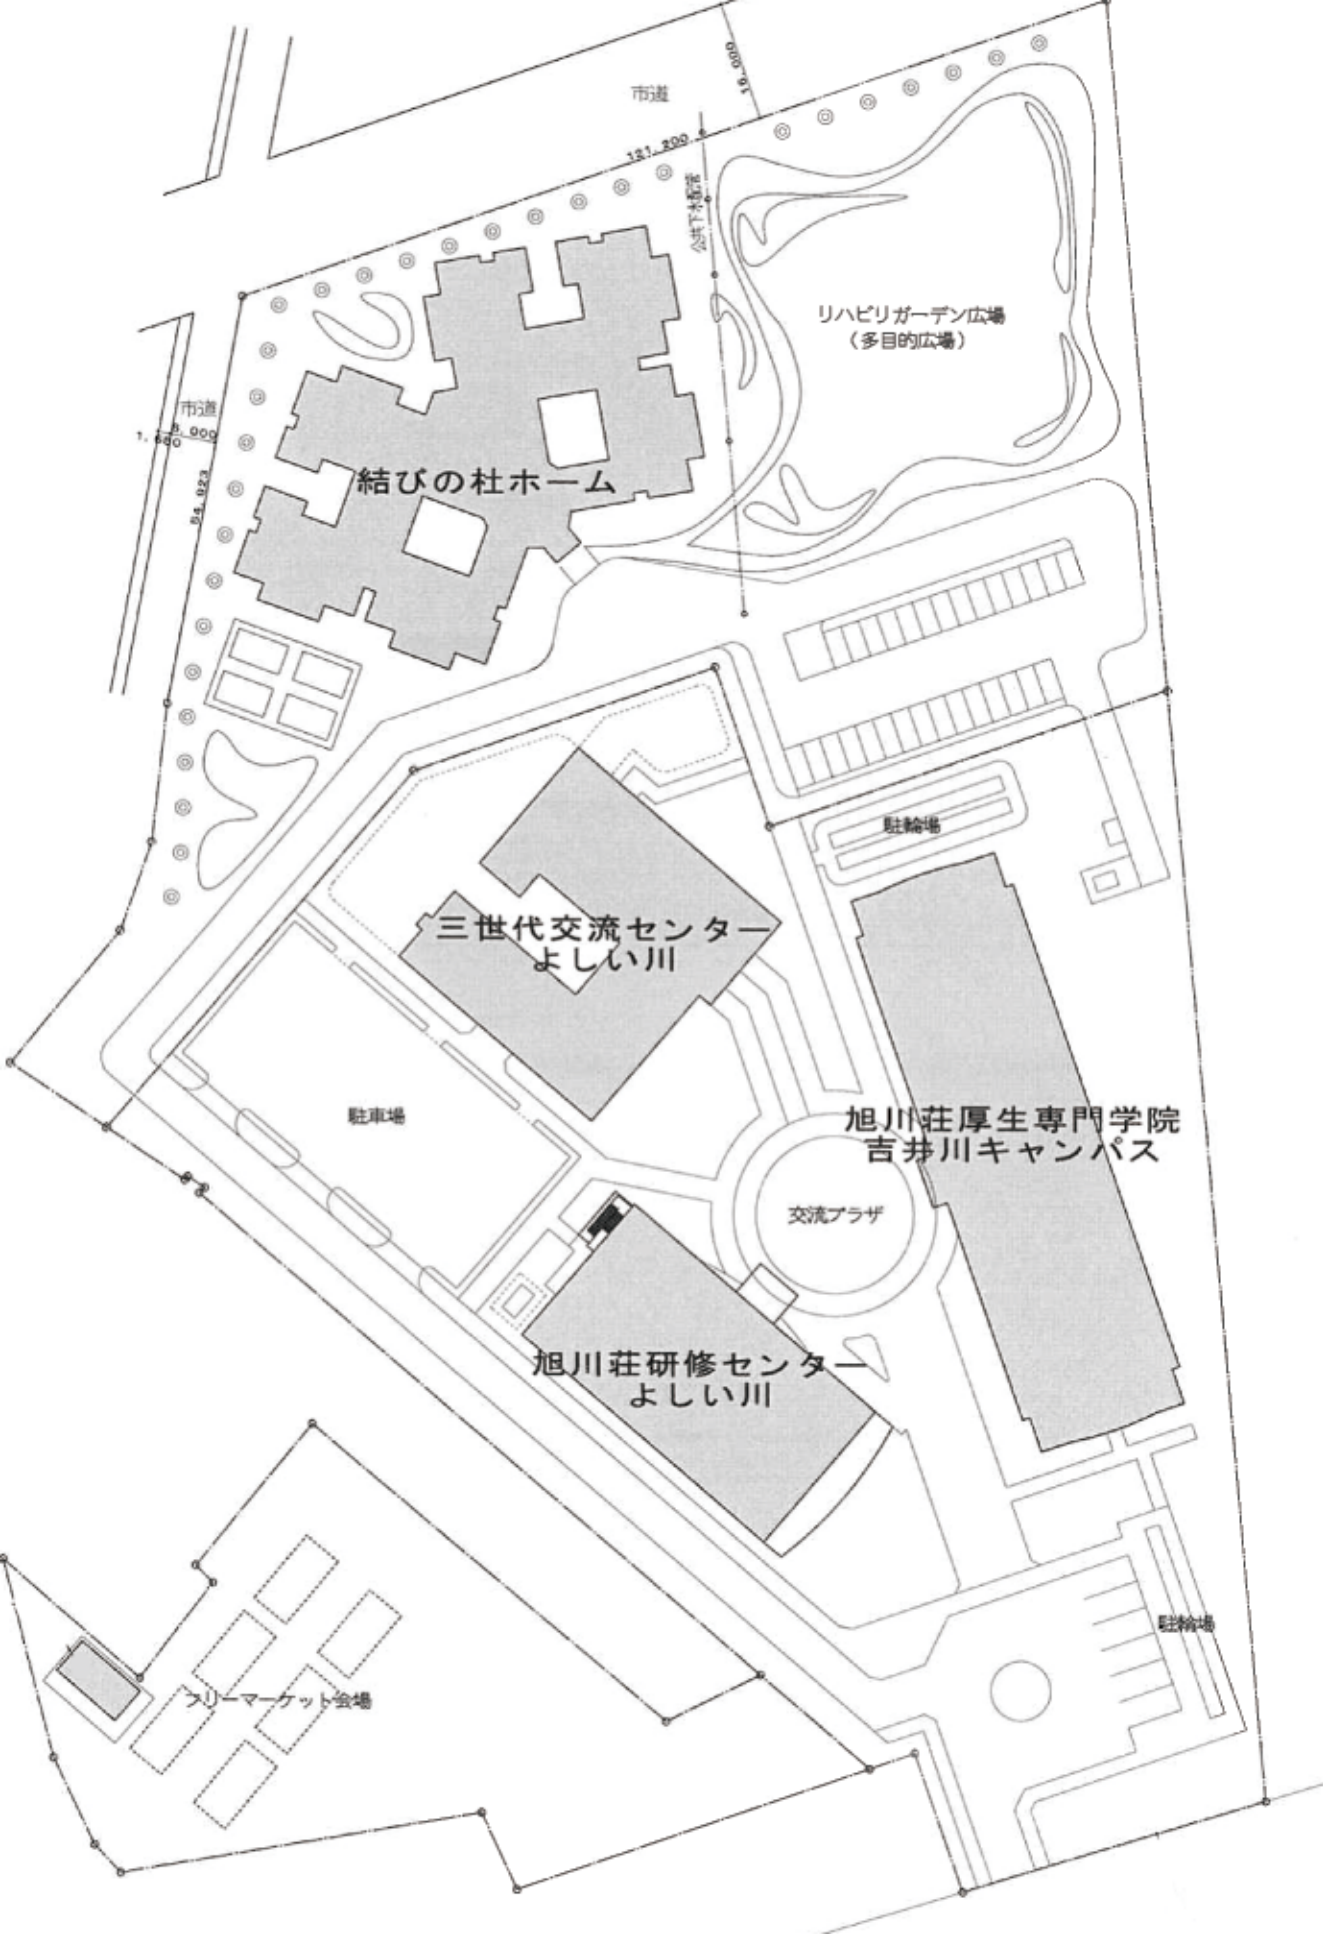 市道
16.000
121.200
公共下水配管
リハビリガーデン広場
（多目的広場）
市道
8.000
54.823
結びの杜ホーム
駐輪場
三世代交流センター
よしい川
駐車場
旭川荘厚生専門学院
吉井川キャンパス
交流プラザ
旭川荘研修センター
よしい川
駐輪場
フリーマーケット会場